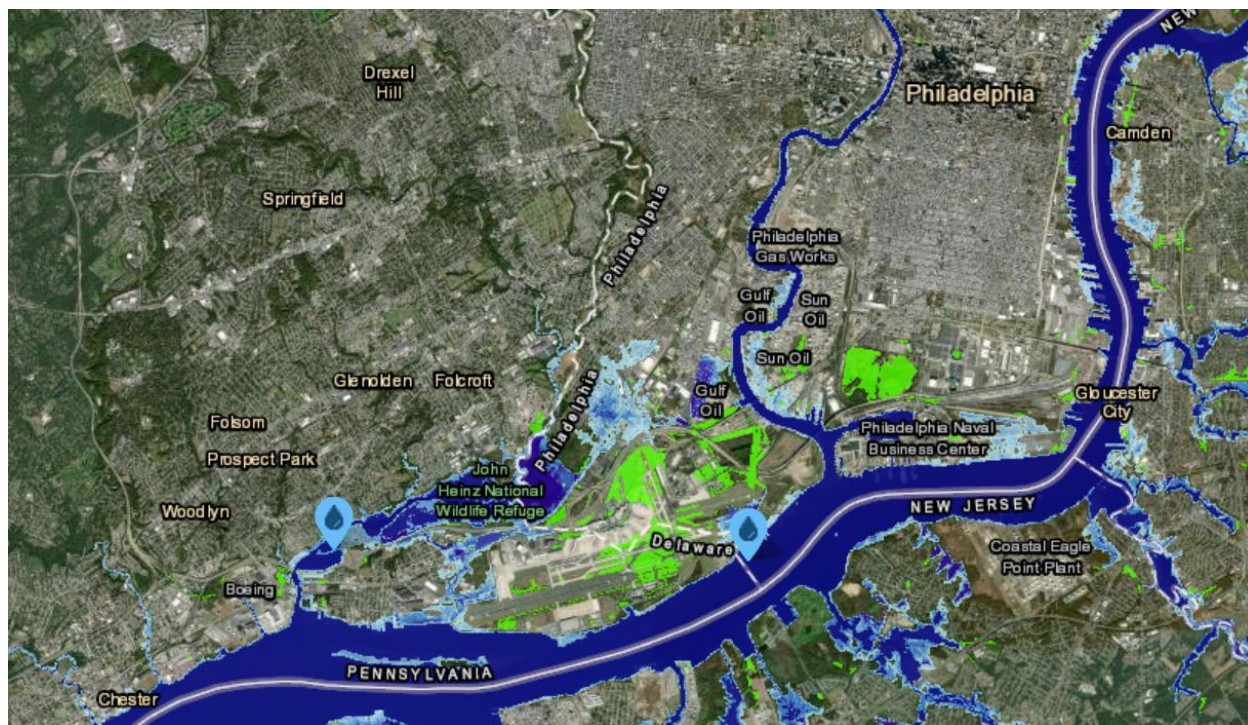 NEW
Drexel
Hill
Philadelphia
Camden
Springfield
Philadelphia
Philadelphia
Gas Works
Gulf
Oil
Sun
Oil
Sun Oil
Glenolden
Folcroft
Philadelphia
Gulf
Oil
Gloucester
City
Folsom
Prospect Park
Philadelphia Naval
Business Center
John
Heinz National
Wildlife Refuge
Woodlyn
NEW JERSEY
Delaware
Coastal Eagle
Point Plant
Boeing
PENNSYLVANIA
Chester